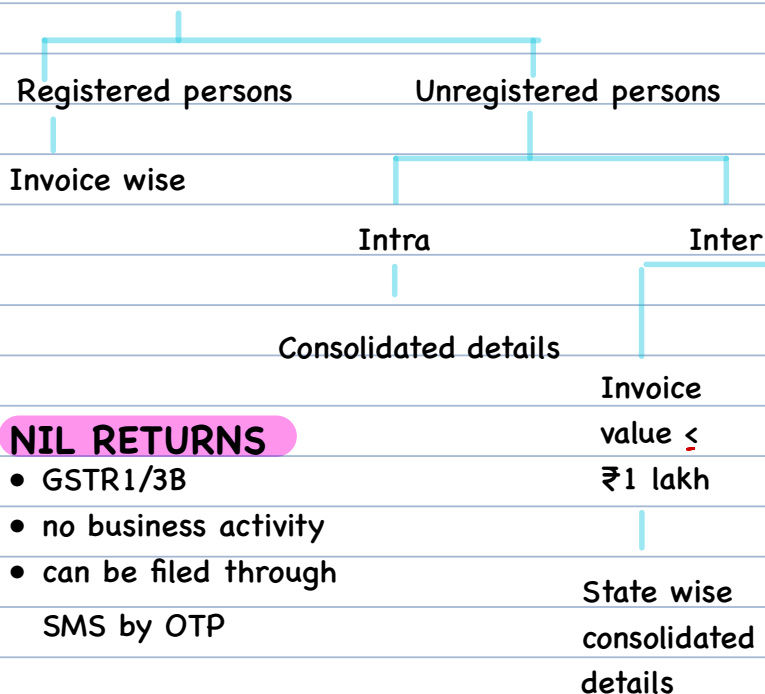 Registered persons
Unregistered persons
Invoice wise
Intra
Inter
Consolidated details
Invoice
value ≤
₹1 lakh
State wise
consolidated
details
NIL RETURNS
• GSTR1/3B
• no business activity
• can be filed through
SMS by OTP